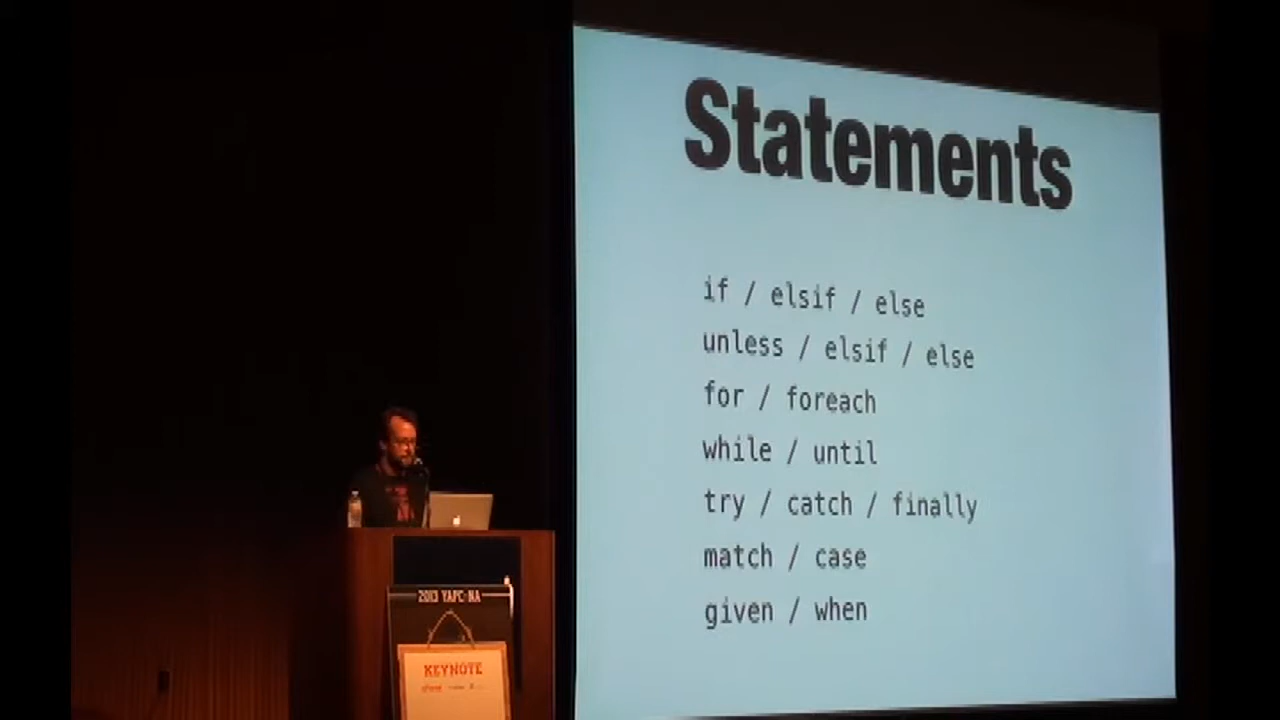 Statements
if / elsif / else
unless / elsif / else
for / foreach
while / until
try / catch / finally
match / case
given / when
2013 YAPC:NA
KEYNOTE